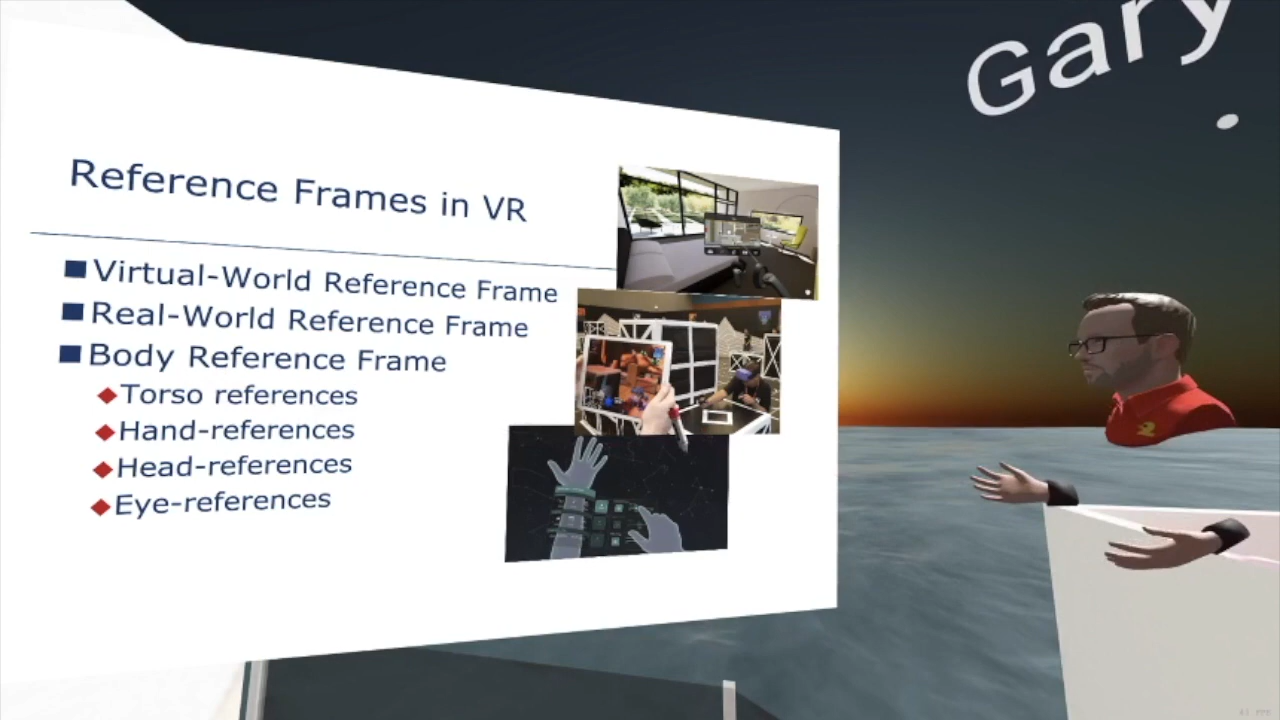 Gary
Reference Frames in VR
Virtual-World Reference Frame
Real-World Reference Frame
Body Reference Frame
Torso references
Hand-references
Head-references
Eye-references